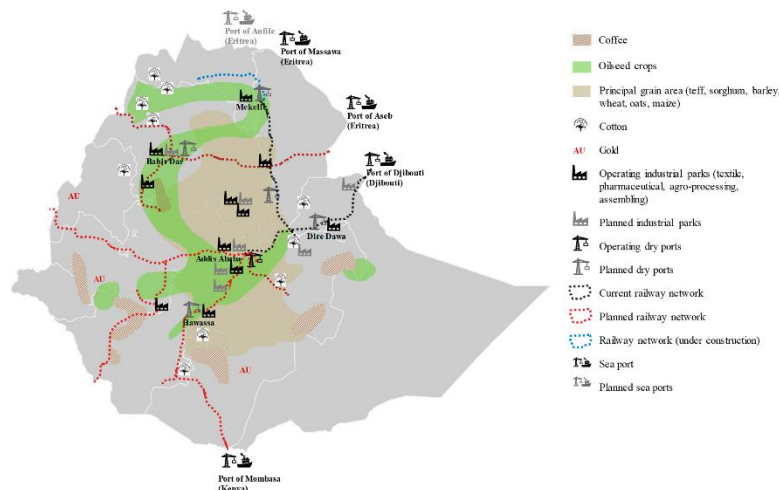 Port of Anfile
(Eritrea)
Port of Massawa
(Eritrea)
Mekelle
Port of Aseb
(Eritrea)
Bahir Dar
Port of Djibouti
(Djibouti)
AU
Dire Dawa
Addis Ababa
AU
Hawassa
AU
Port of Mombasa
(Kenya)
Coffee
Oilseed crops
Principal grain area (teff, sorghum, barley,
wheat, oats, maize)
Cotton
AU Gold
Operating industrial parks (textile,
pharmaceutical, agro-processing,
assembling)
Planned industrial parks
Operating dry ports
Planned dry ports
Current railway network
Planned railway network
Railway network (under construction)
Sea port
Planned sea ports